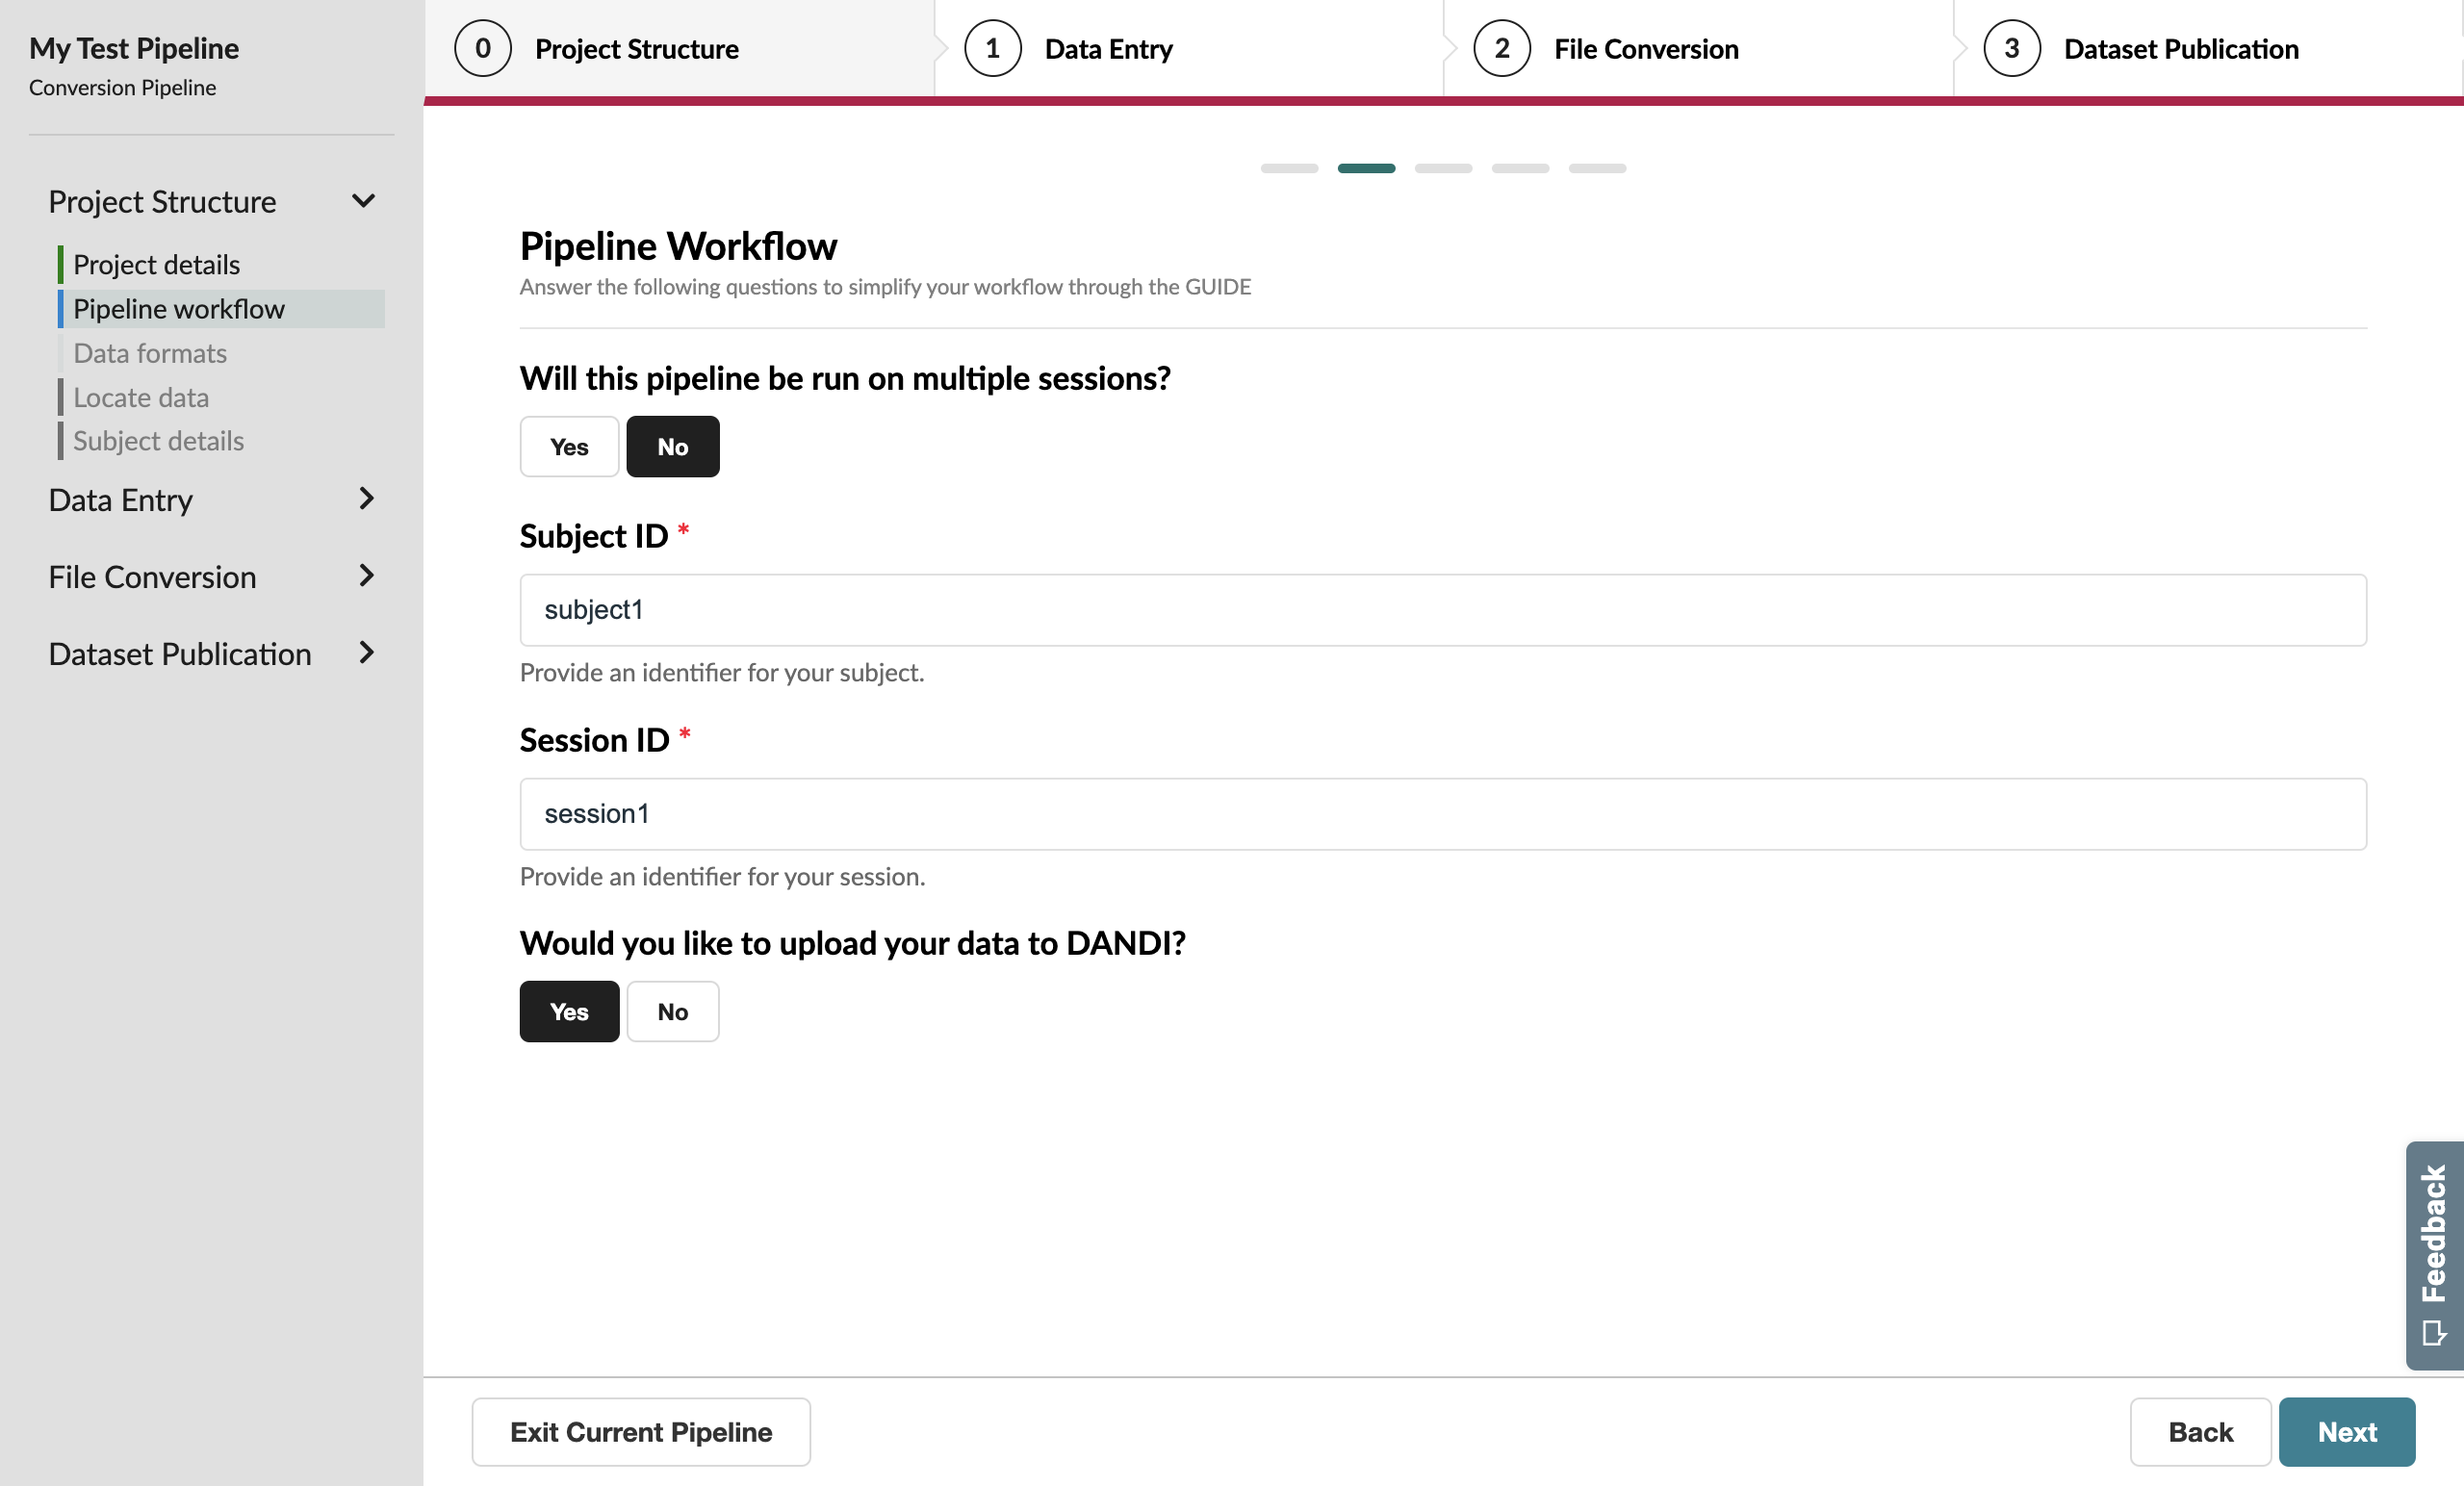 My Test Pipeline
Conversion Pipeline
Project Structure
Project details
Pipeline workflow
Data formats
Locate data
Subject details
Data Entry
File Conversion
Dataset Publication
0 Project Structure
1 Data Entry
2 File Conversion
3 Dataset Publication
Pipeline Workflow
Answer the following questions to simplify your workflow through the GUIDE
Will this pipeline be run on multiple sessions?
Yes No
Subject ID *
subject1
Provide an identifier for your subject.
Session ID *
session1
Provide an identifier for your session.
Would you like to upload your data to DANDI?
Yes No
Feedback
Exit Current Pipeline
Back Next